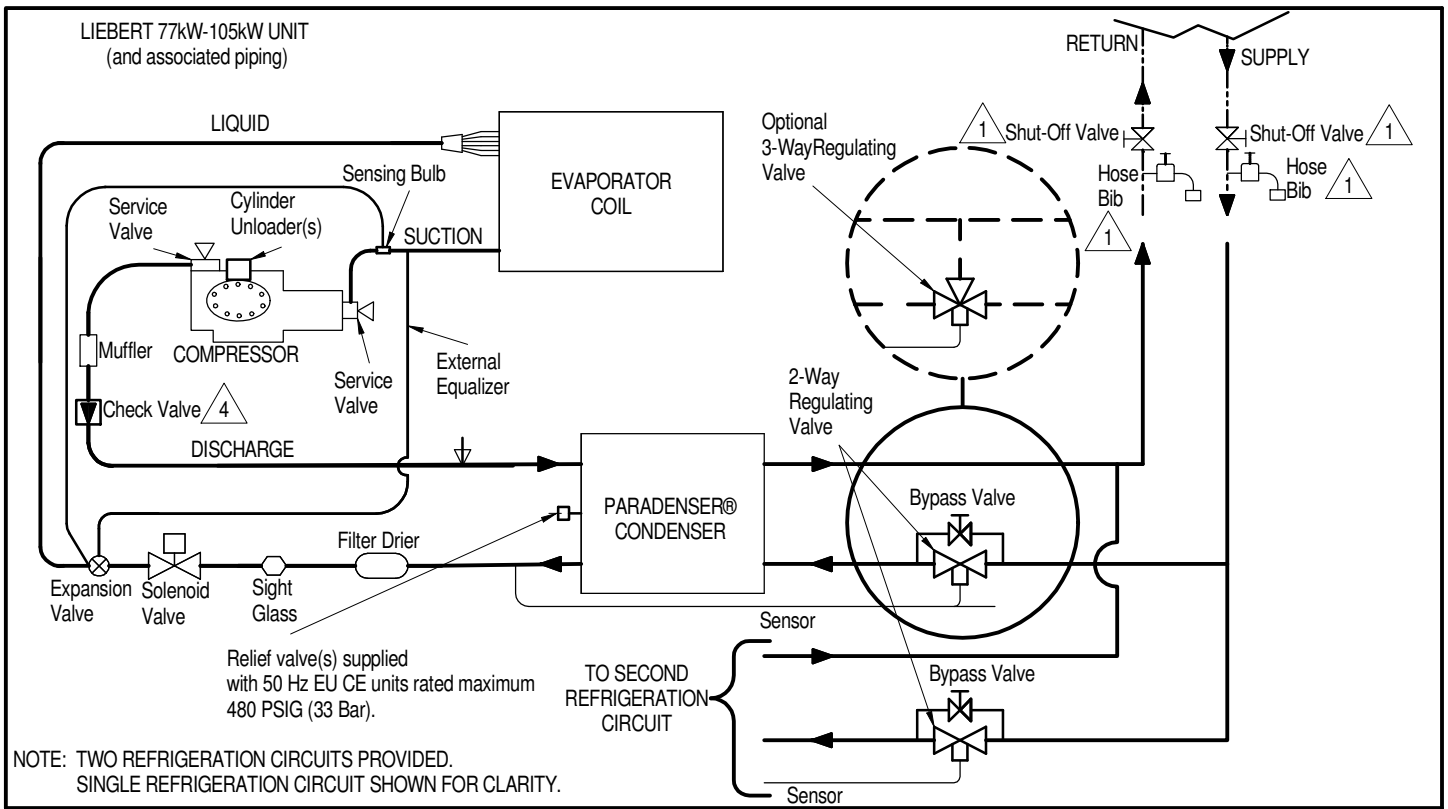 LIEBERT 77kW-105kW UNIT
(and associated piping)
RETURN
SUPPLY
LIQUID
Optional
3-WayRegulating
Valve
1
Shut-Off Valve
Shut-Off Valve
1
Hose
Bib
1
Hose
Bib
1
Sensing Bulb
EVAPORATOR
COIL
Service
Valve
Cylinder
Unloader(s)
SUCTION
Muffler
COMPRESSOR
Service
Valve
External
Equalizer
Check Valve
4
2-Way
Regulating
Valve
DISCHARGE
PARADENSER®
CONDENSER
Bypass Valve
Filter Drier
Expansion
Valve
Solenoid
Valve
Sight
Glass
Sensor
Relief valve(s) supplied
with 50 Hz EU CE units rated maximum
480 PSIG (33 Bar).
TO SECOND
REFRIGERATION
CIRCUIT
Bypass Valve
Sensor
NOTE: TWO REFRIGERATION CIRCUITS PROVIDED.
SINGLE REFRIGERATION CIRCUIT SHOWN FOR CLARITY.